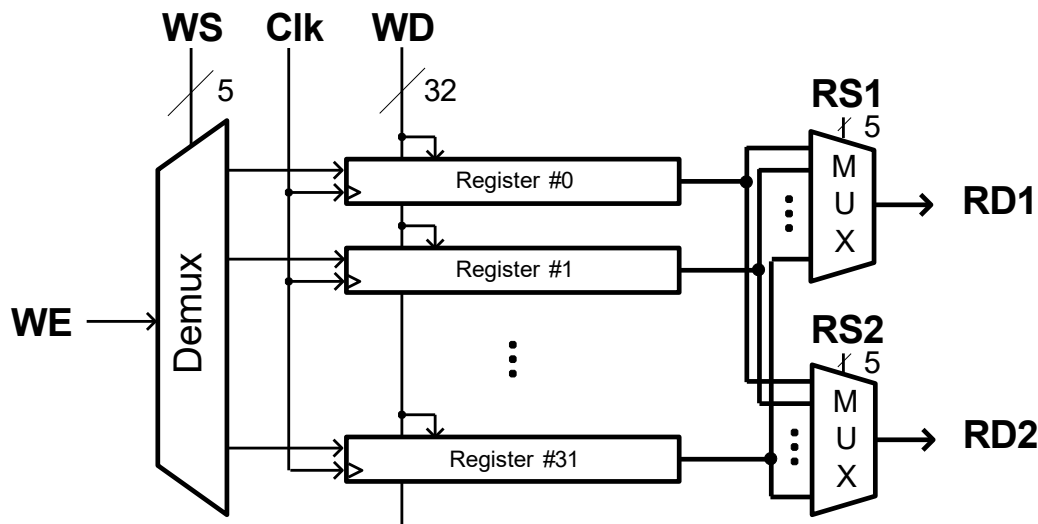 WS Clk WD
5 32
RS1
5
Register #0
M
U
X
RD1
Register #1
Demux
WE
RS2
5
M
U
X
RD2
Register #31